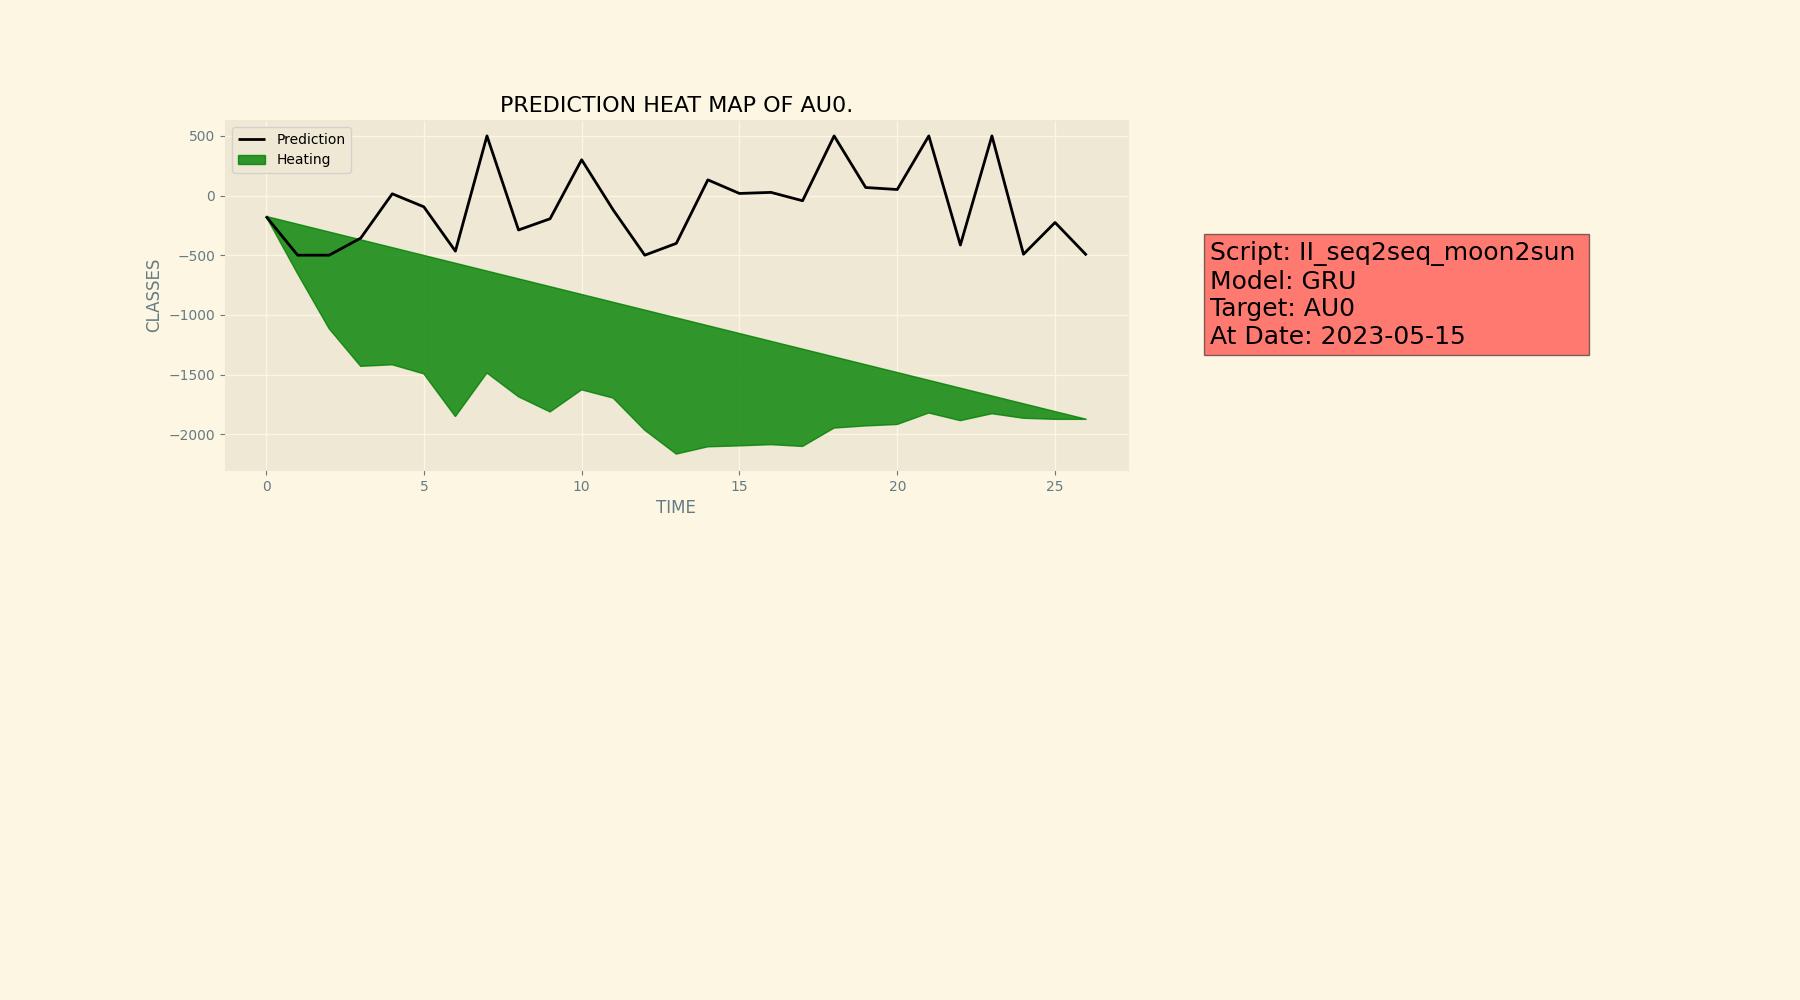 PREDICTION HEAT MAP OF AU0.
Prediction
Heating
500
0
−500
−1000
−1500
−2000
CLASSES
0 5 10 15 20 25
TIME
Script: II_seq2seq_moon2sun
Model: GRU
Target: AU0
At Date: 2023-05-15